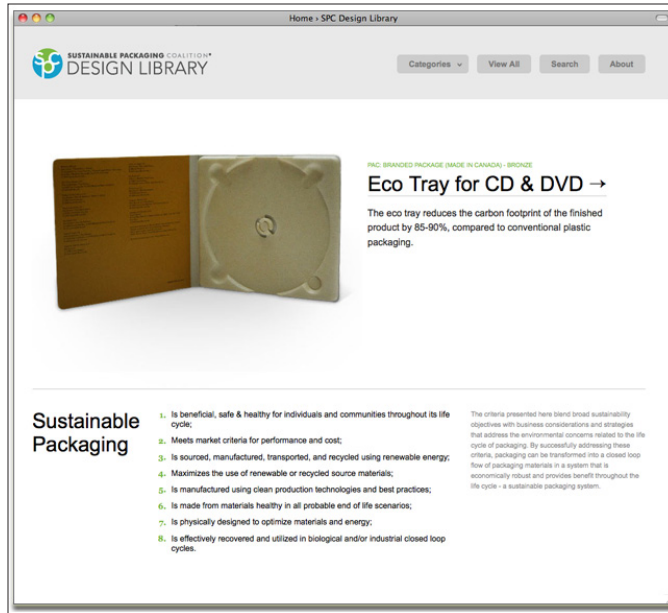 Home › SPC Design Library
SUSTAINABLE PACKAGING COALITION®
DESIGN LIBRARY
Categories
View All
Search
About
PAC: BRANDED PACKAGE (MADE IN CANADA) - BRONZE
Eco Tray for CD & DVD →
The eco tray reduces the carbon footprint of the finished
product by 85-90%, compared to conventional plastic
packaging.
Sustainable
Packaging
1. Is beneficial, safe & healthy for individuals and communities throughout its life
cycle;
2. Meets market criteria for performance and cost;
3. Is sourced, manufactured, transported, and recycled using renewable energy;
4. Maximizes the use of renewable or recycled source materials;
5. Is manufactured using clean production technologies and best practices;
6. Is made from materials healthy in all probable end of life scenarios;
7. Is physically designed to optimize materials and energy;
8. Is effectively recovered and utilized in biological and/or industrial closed loop
cycles.
The criteria presented here blend broad sustainability
objectives with business considerations and strategies
that address the environmental concerns related to the life
cycle of packaging. By successfully addressing these
criteria, packaging can be transformed into a closed loop
flow of packaging materials in a system that is
economically robust and provides benefit throughout the
life cycle - a sustainable packaging system.